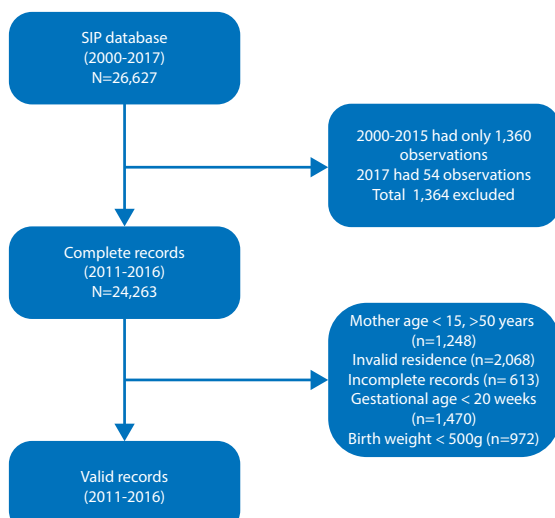 SIP database
(2000-2017)
N=26,627
2000-2015 had only 1,360
observations
2017 had 54 observations
Total 1,364 excluded
Complete records
(2011-2016)
N=24,263
Mother age < 15, >50 years
(n=1,248)
Invalid residence (n=2,068)
Incomplete records (n= 613)
Gestational age < 20 weeks
(n=1,470)
Birth weight < 500g (n=972)
Valid records
(2011-2016)